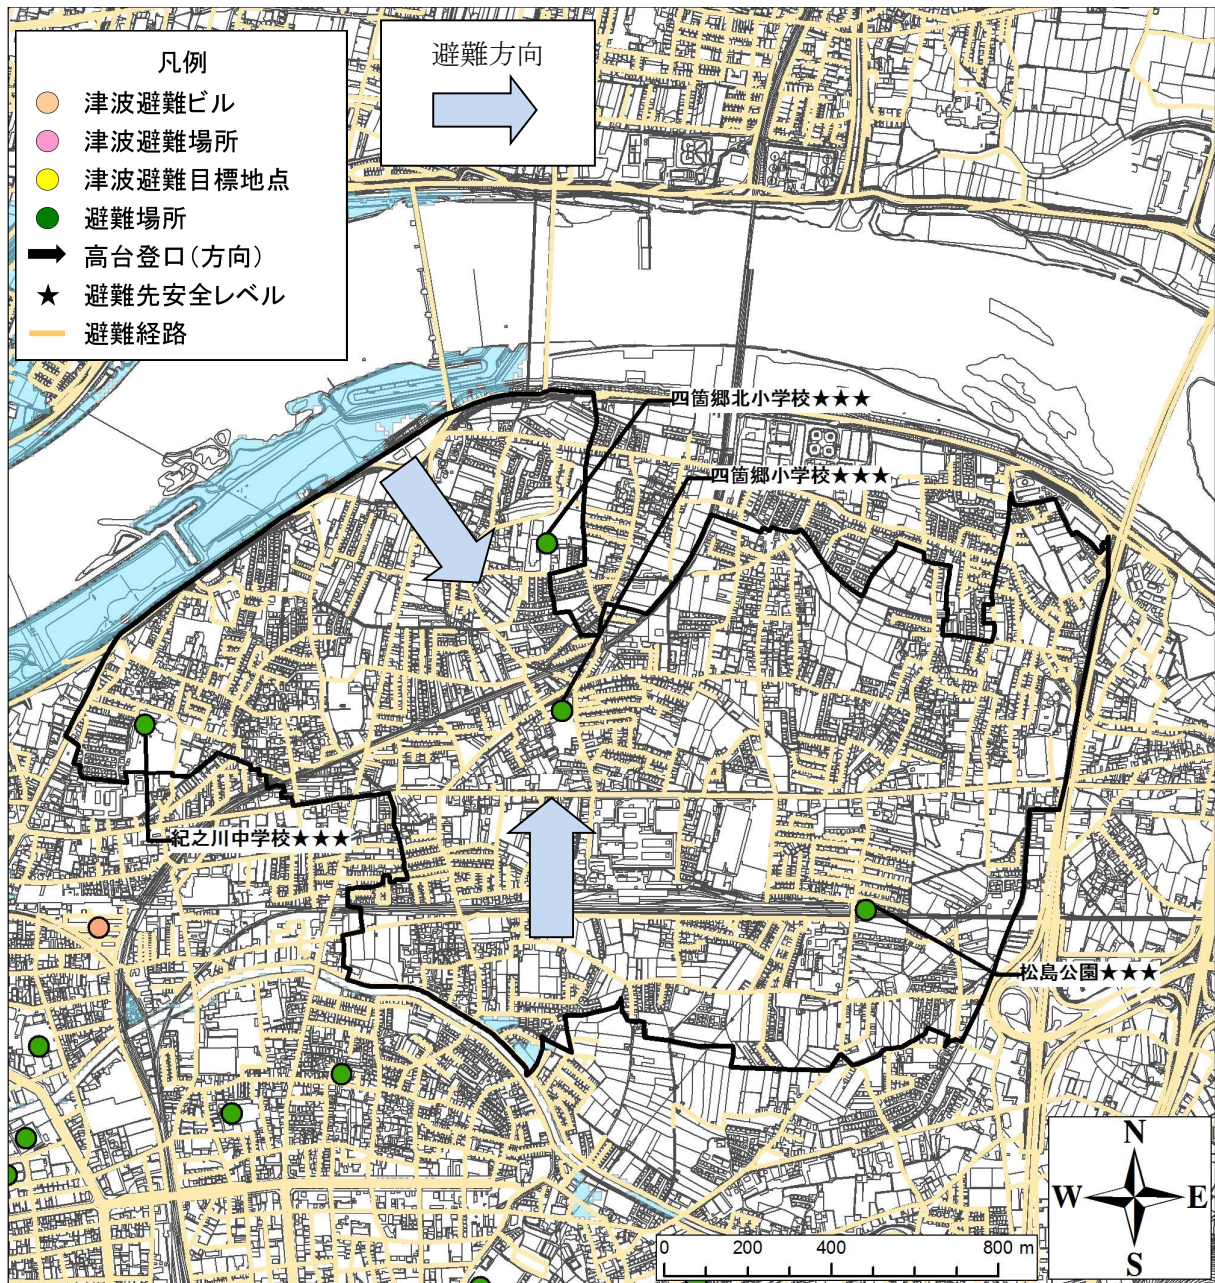 凡例
津波避難ビル
津波避難場所
津波避難目標地点
避難場所
高台登口(方向)
★ 避難先安全レベル
避難経路
避難方向
四箇郷北小学校★★★
四箇郷小学校★★★
紀之川中学校★★★
松島公園★★★
N
W E
S
0 200 400 800 m